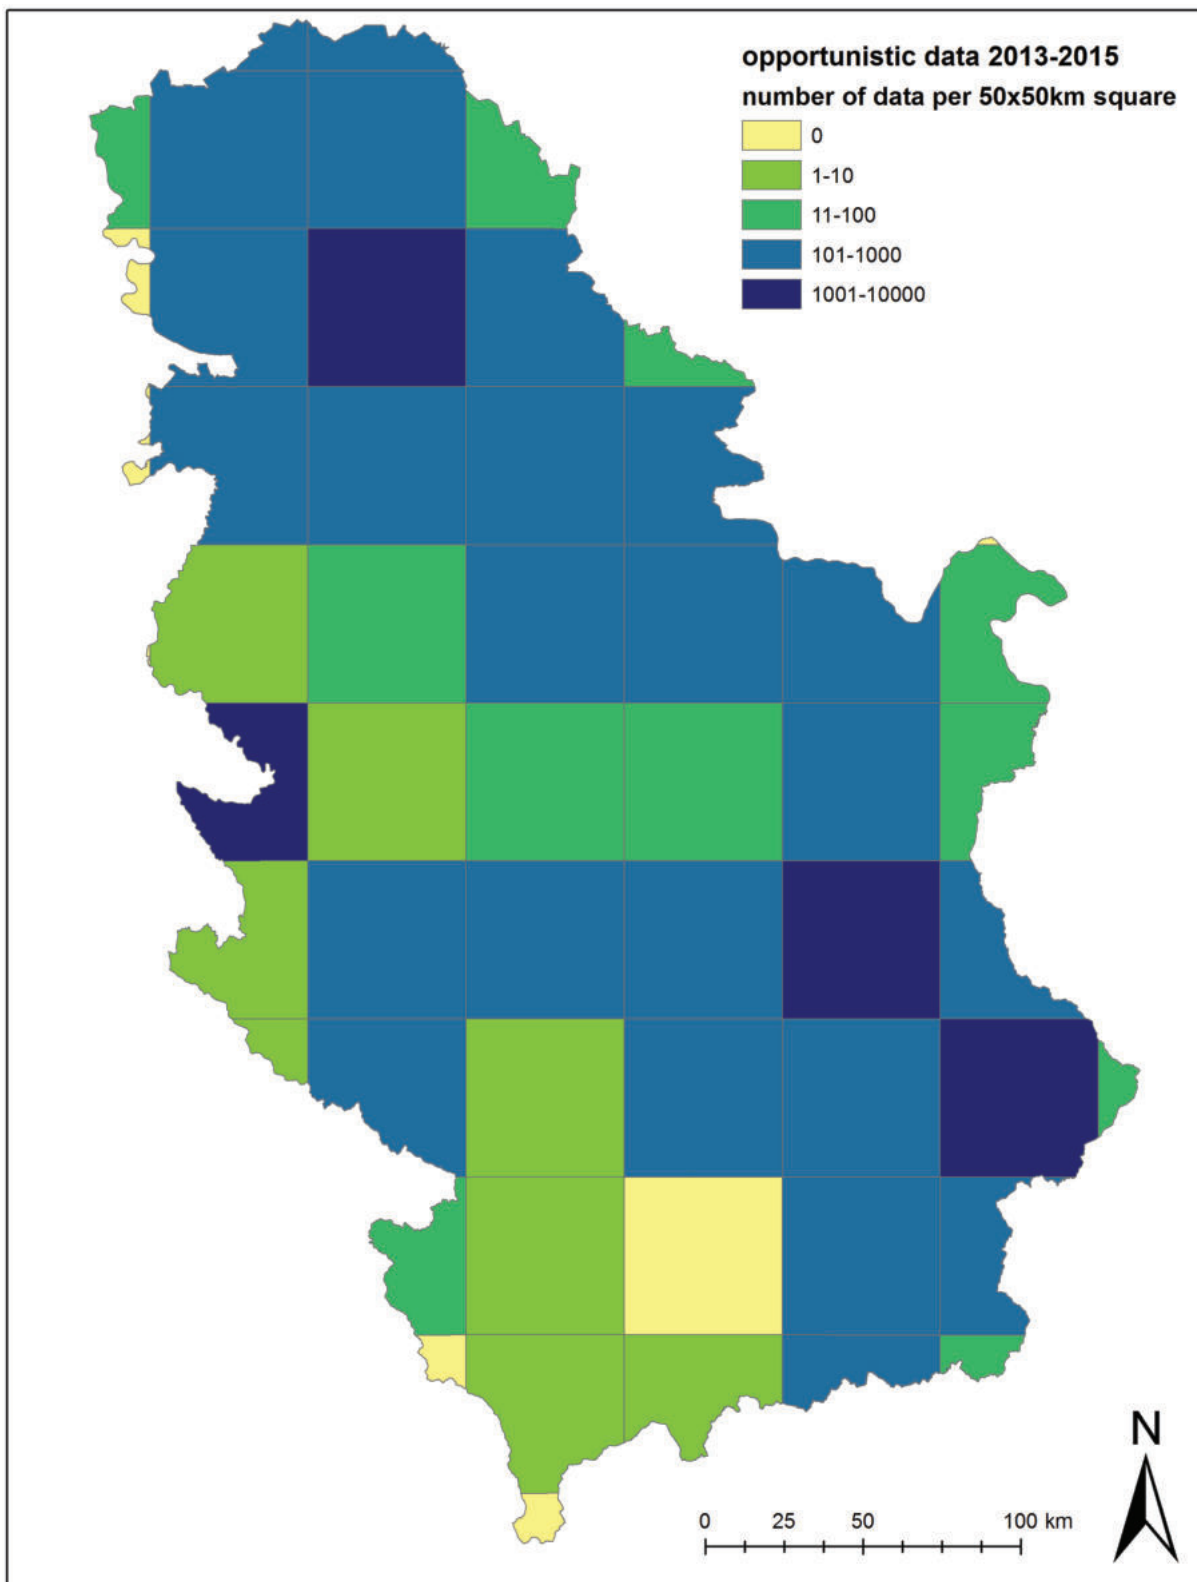 opportunistic data 2013-2015
number of data per 50x50km square
0
1-10
11-100
101-1000
1001-10000
N
0 25 50 100 km